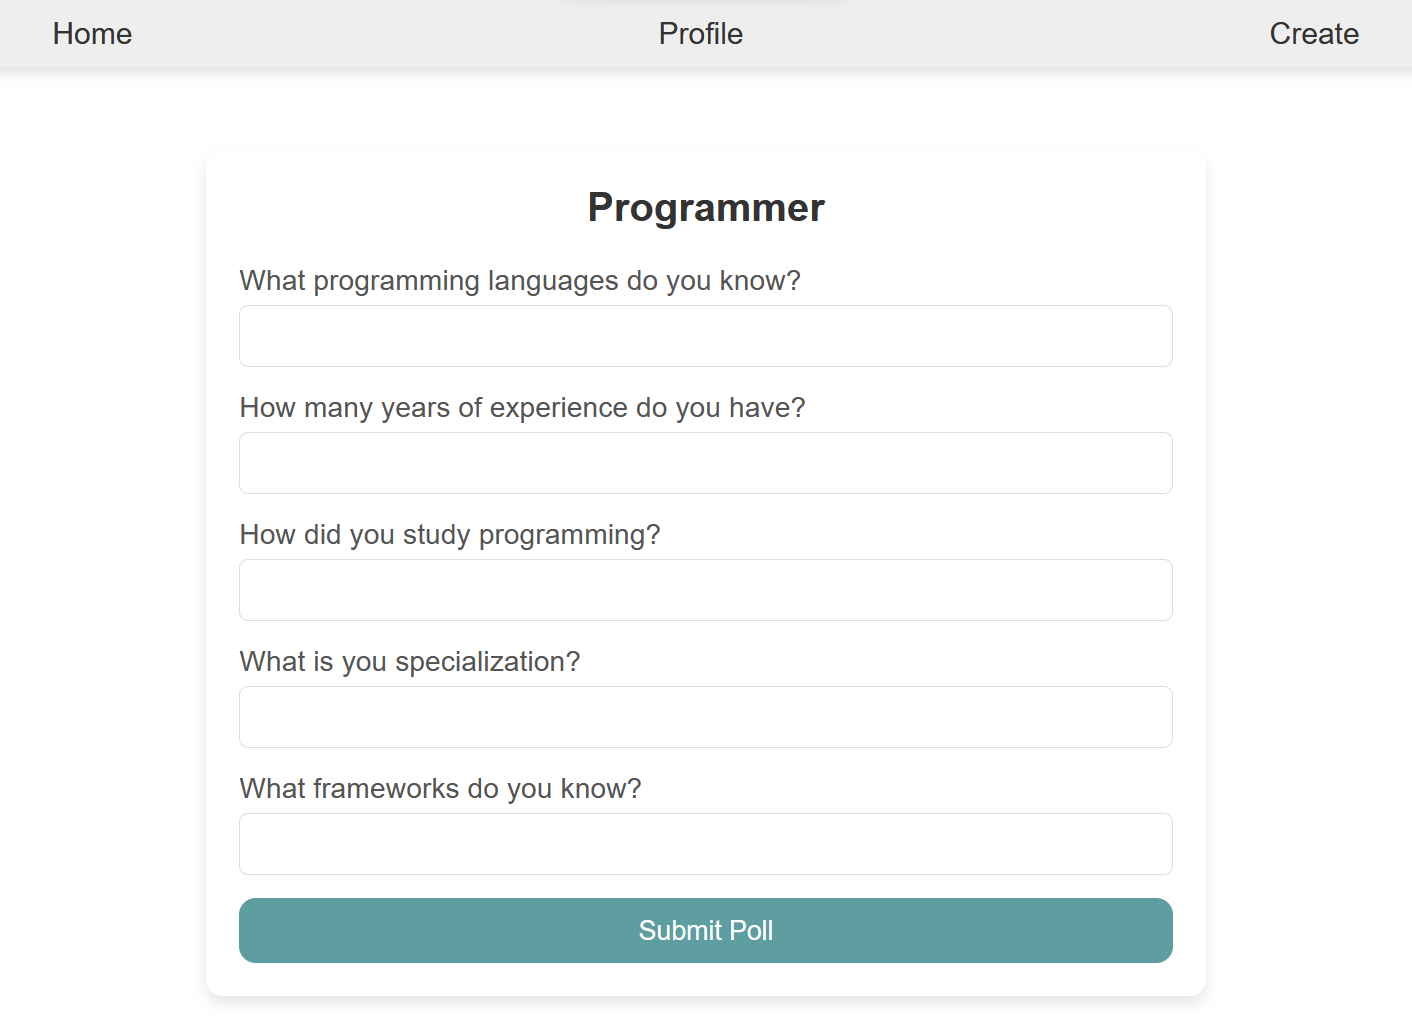 Home Profile Create
Programmer
What programming languages do you know?
How many years of experience do you have?
How did you study programming?
What is you specialization?
What frameworks do you know?
Submit Poll